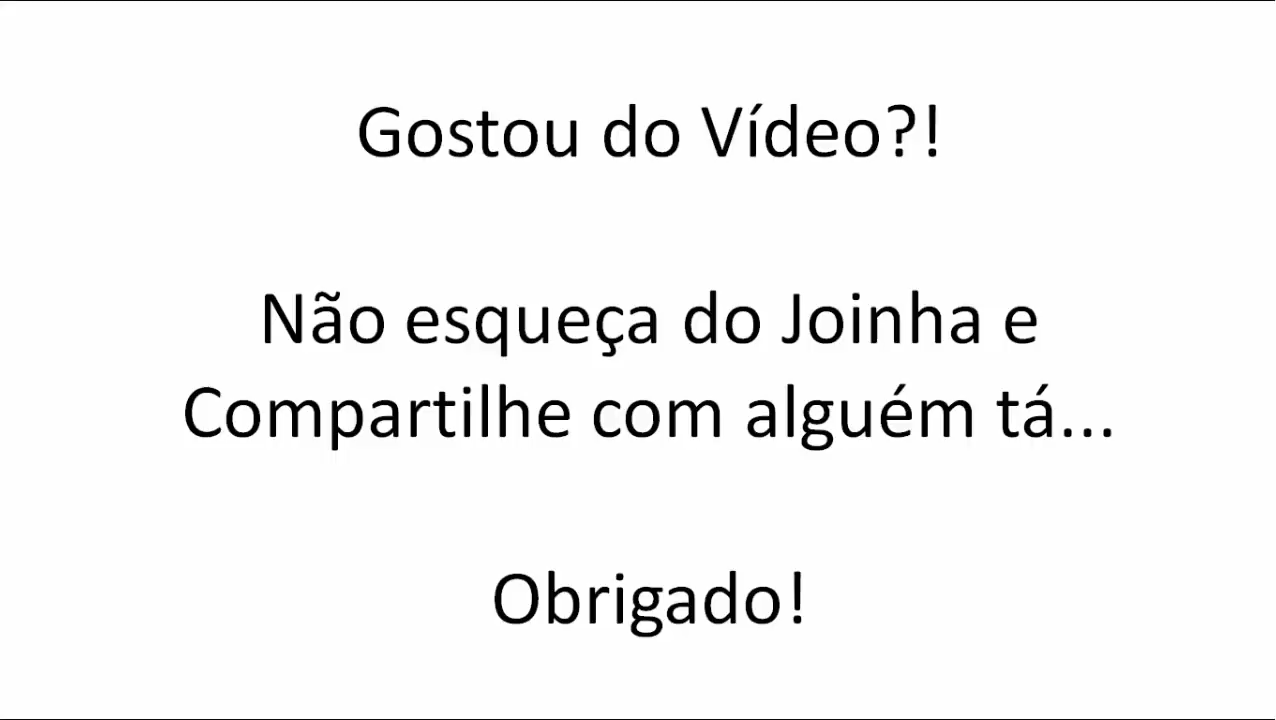 Gostou do Vídeo?!
Não esqueça do Joinha e
Compartilhe com alguém tá...
Obrigado!